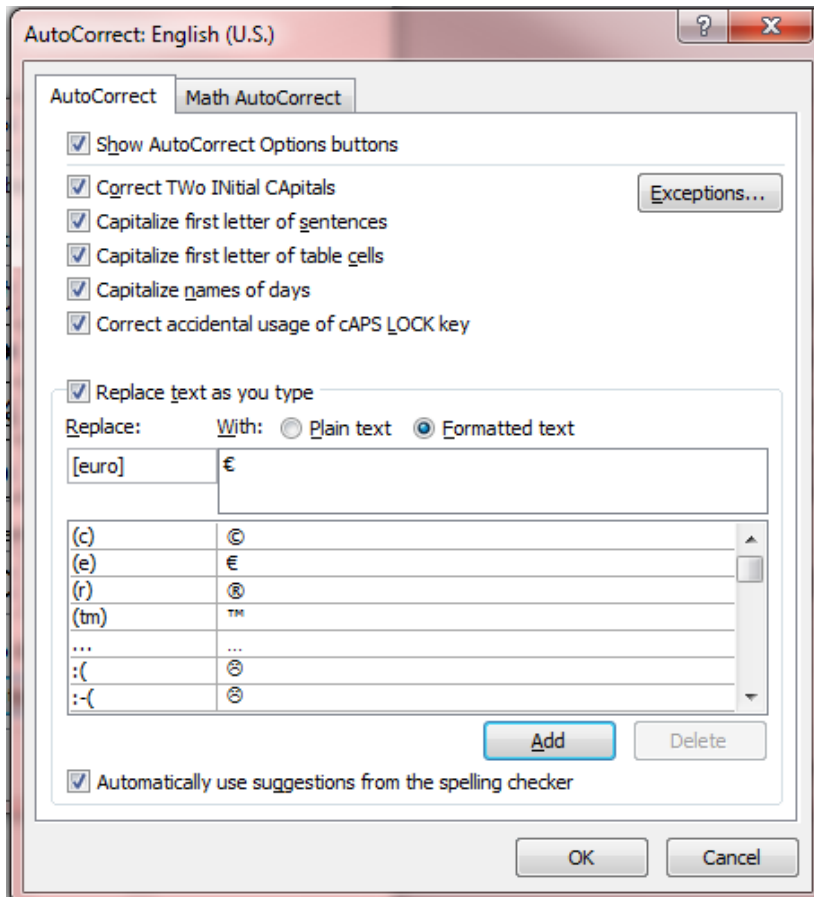 AutoCorrect: English (U.S.)
AutoCorrect Math AutoCorrect
Show AutoCorrect Options buttons
Correct TWo INitial CApitals
Exceptions...
Capitalize first letter of sentences
Capitalize first letter of table cells
Capitalize names of days
Correct accidental usage of cAPS LOCK key
Replace text as you type
Replace: With: Plain text Formatted text
[euro] €
(c) ©
(e) €
(r) ®
(tm) ™
... …
:( ☹
:-( ☹
Add Delete
Automatically use suggestions from the spelling checker
OK Cancel